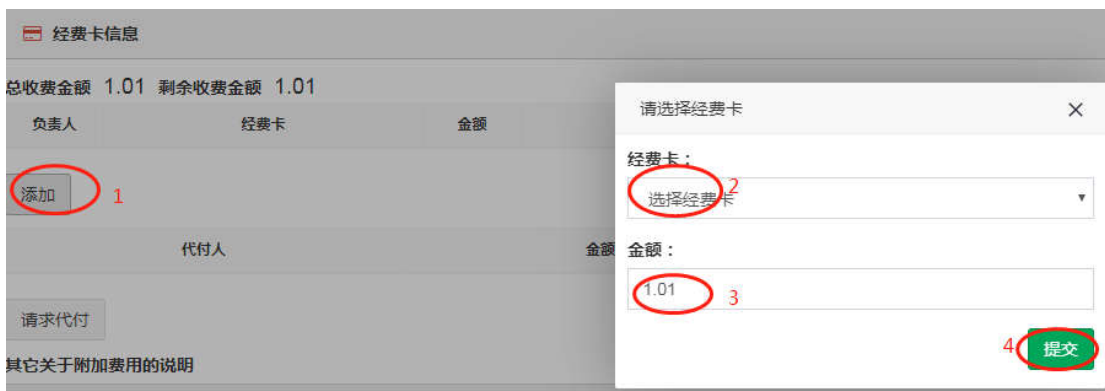 经费卡信息
总收费金额 1.01 剩余收费金额 1.01
负责人 经费卡 金额
添加 1
代付人 金额
请求代付
其它关于附加费用的说明
请选择经费卡 ×
经费卡：
选择经费卡 2
金额：
1.01 3
4 提交